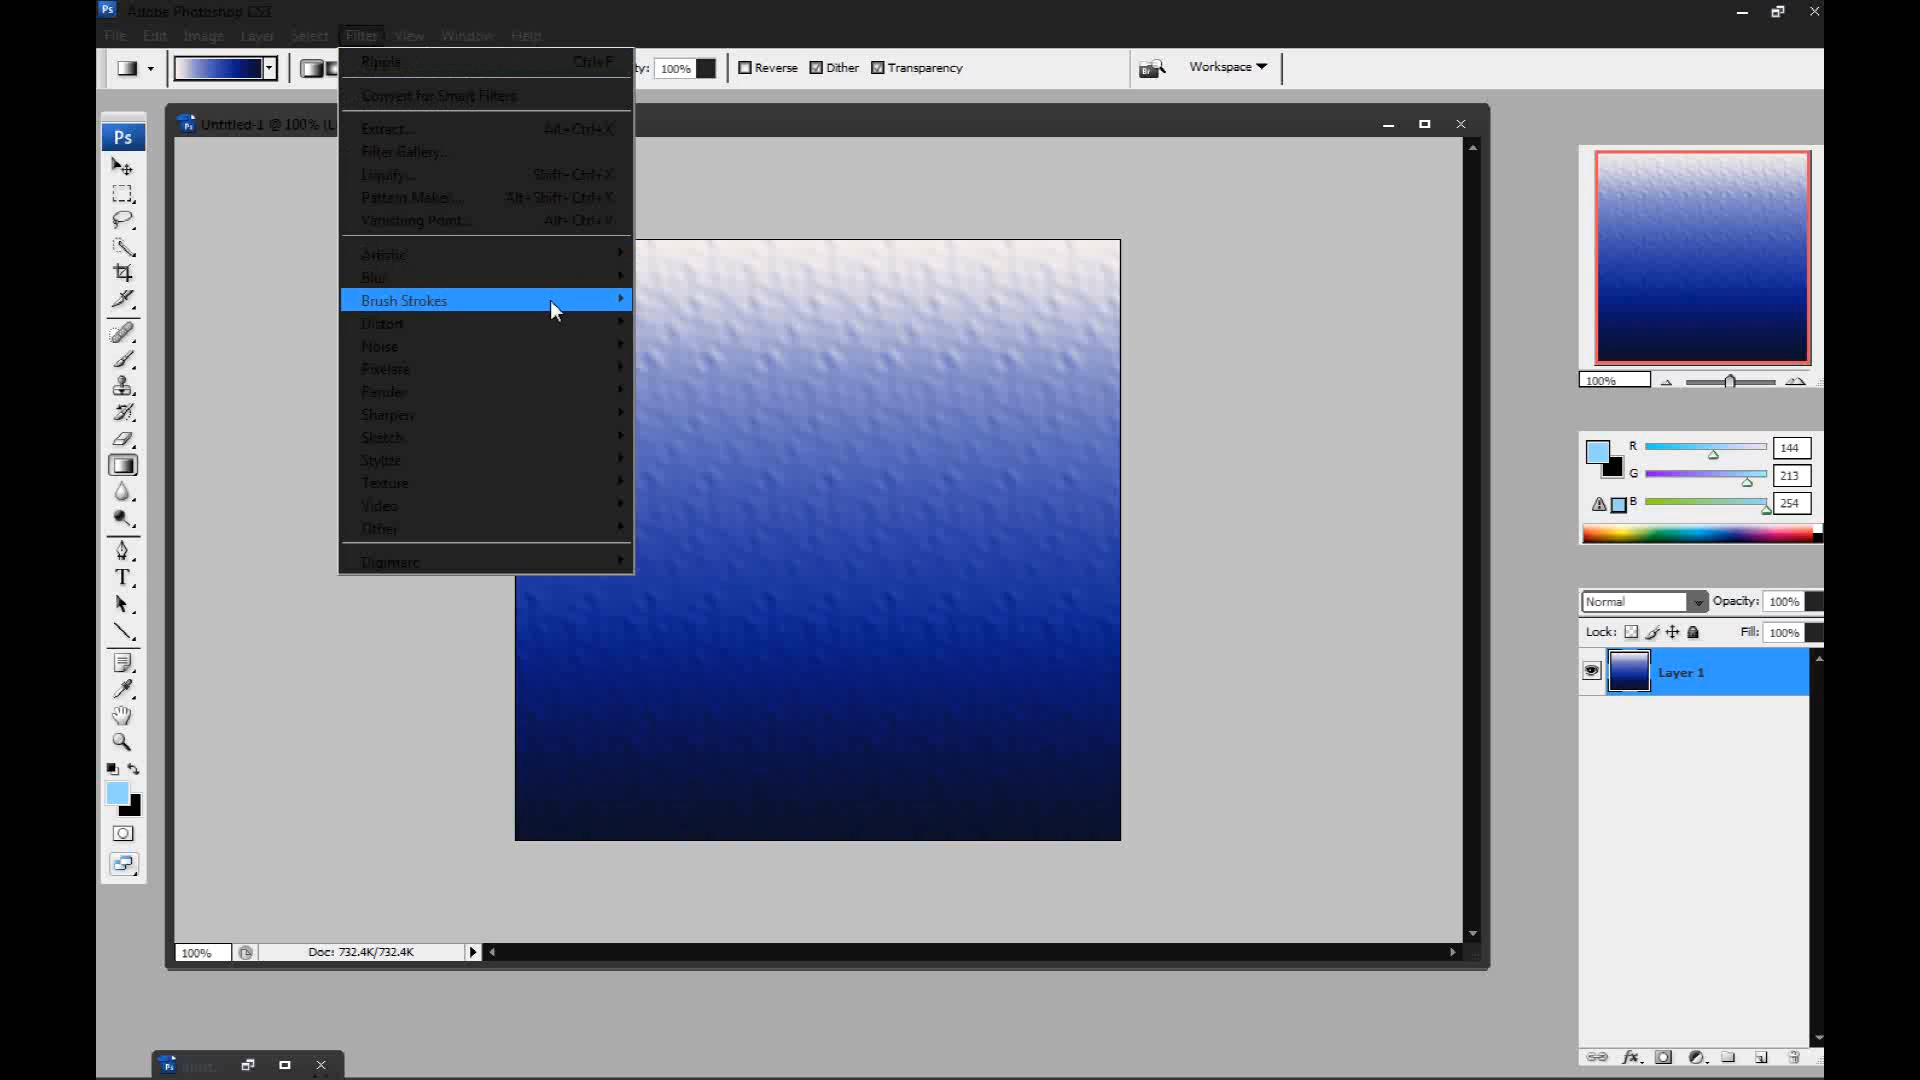 Ps Adobe Photoshop CS3
File Edit Image Layer Select Filter View Window Help
100% Reverse Dither Transparency Workspace
Ripple Ctrl+F
Convert for Smart Filters
Extract... Alt+Ctrl+X
Filter Gallery...
Liquify... Shift+Ctrl+X
Pattern Maker... Alt+Shift+Ctrl+X
Vanishing Point... Alt+Ctrl+V
Artistic
Blur
Brush Strokes
Distort
Noise
Pixelate
Render
Sharpen
Sketch
Stylize
Texture
Video
Other
Digimarc
Untitled-1 @ 100% (L
Ps
100%
R 144
G 213
B 254
Normal Opacity: 100%
Lock: Fill: 100%
Layer 1
100% Doc: 732.4K/732.4K